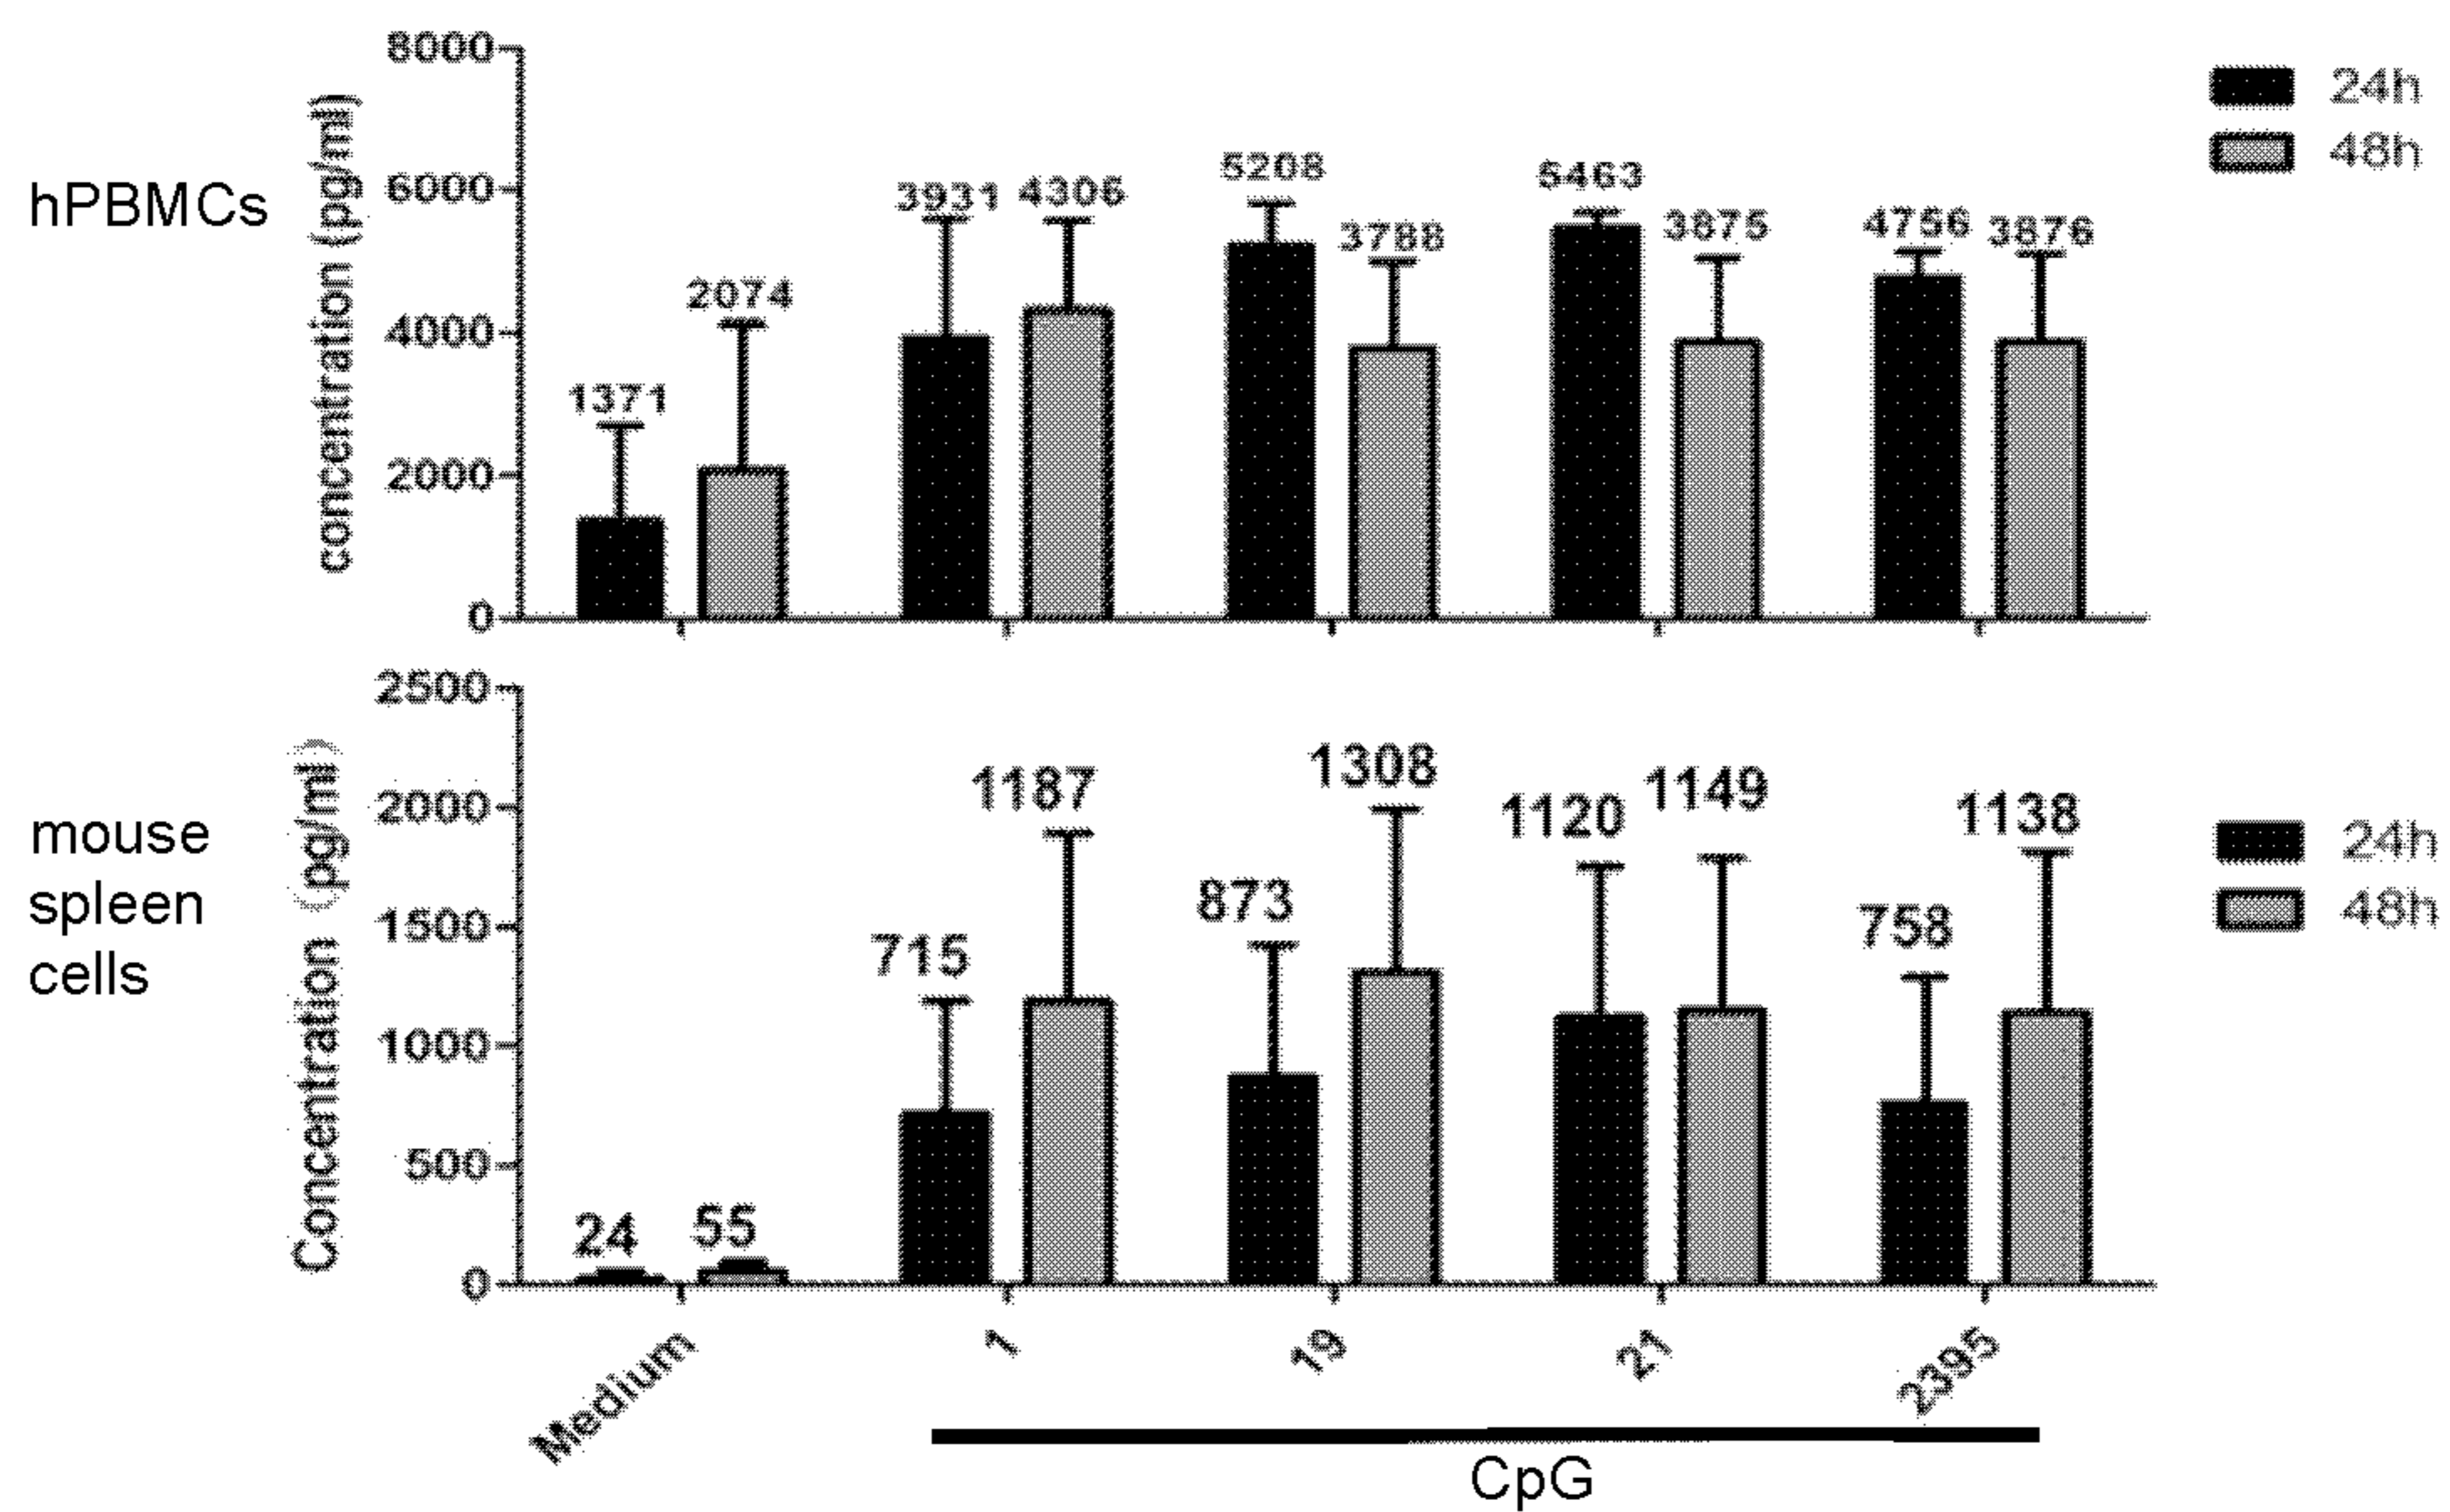 8000
6000
4000
2000
0
concentration (pg/ml)
hPBMCs
1371
2074
3931
4306
5208
3788
5463
3875
4756
3876
24h
48h
2500
2000
1500
1000
500
0
Concentration (pg/ml)
mouse
spleen
cells
24
55
715
1187
873
1308
1120
1149
758
1138
24h
48h
Medium
1
19
21
2395
CpG